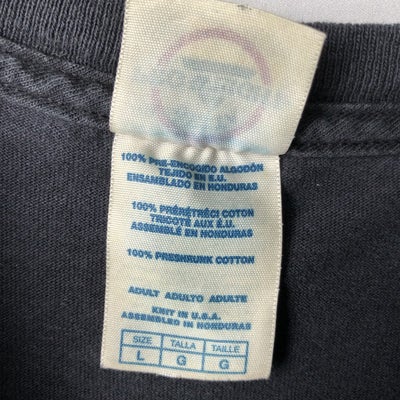 100% PRE-ENCOGIDO ALGODÓN
TEJIDO EN E.U.
ENSAMBLADO EN HONDURAS
100% PRÉRÉTRÉCI COTON
TRICOTÉ AUX É.U.
ASSEMBLÉ EN HONDURAS
100% PRESHRUNK COTTON
ADULT ADULTO ADULTE
KNIT IN U.S.A.
ASSEMBLED IN HONDURAS
SIZE TALLA TAILLE
L G G